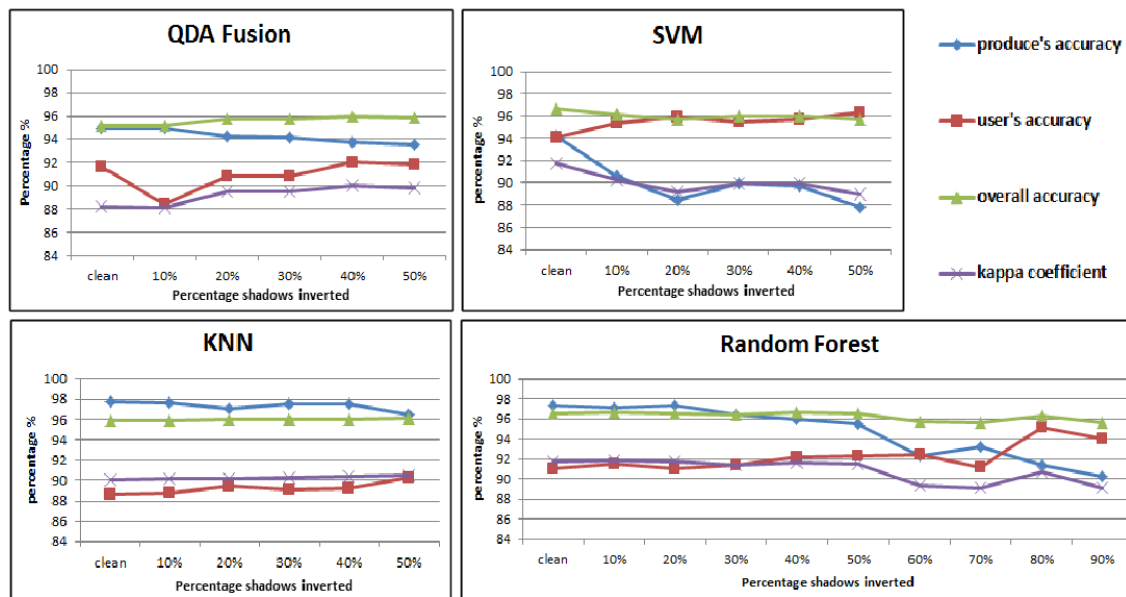 QDA Fusion
Percentage %
100
98
96
94
92
90
88
86
84
clean 10% 20% 30% 40% 50%
Percentage shadows inverted
SVM
percentage %
100
98
96
94
92
90
88
86
84
clean 10% 20% 30% 40% 50%
Percentage shadows inverted
produce's accuracy
user's accuracy
overall accuracy
kappa coefficient
KNN
percentage %
100
98
96
94
92
90
88
86
84
clean 10% 20% 30% 40% 50%
Percentage shadows inverted
Random Forest
percentage %
100
98
96
94
92
90
88
86
84
clean 10% 20% 30% 40% 50% 60% 70% 80% 90%
Percentage shadows inverted